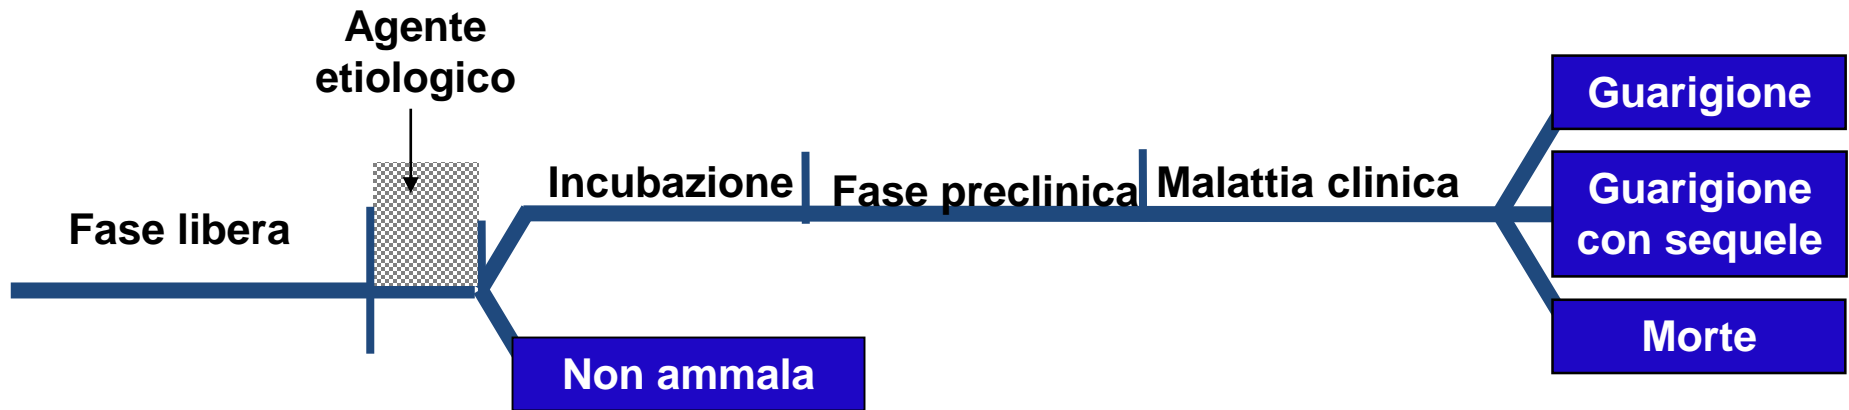 Agente
etiologico
Fase libera
Incubazione
Fase preclinica
Malattia clinica
Guarigione
Guarigione
con sequele
Morte
Non ammala